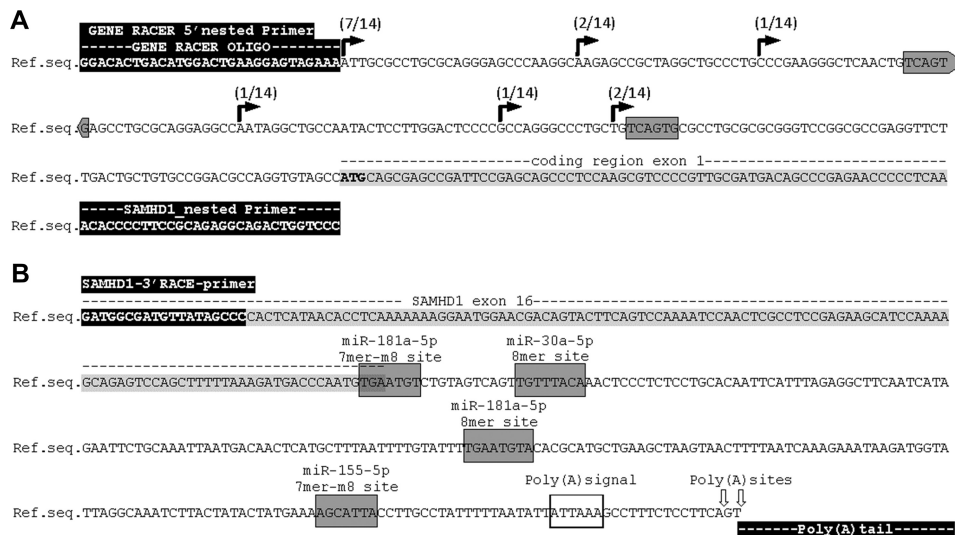 A
GENE RACER 5'nested Primer
------GENE RACER OLIGO-------
(7/14) (2/14) (1/14)
Ref.seq. GGACACTGACATGGACTGAAGGAGTAGAAAATTGCGCCTGCGCAGGGAGCCCAAGGCAAGAGCCGCTAGGCTGCCCTGCCCGAAGGGCTCAACTGTCAGT
(1/14) (1/14) (2/14)
Ref.seq. GAGCCTGCGCAGGAGGCCAATAGGCTGCCAATACTCCTTGGACTCCCCGCCAGGGCCCTGCTGTCAGTGCGCCTGCGCGCGGGTCCGGCGCCGAGGTTCT
----------------------coding region exon 1----------------------------
Ref.seq. TGACTGCTGTGCCGGACGCCAGGTGTAGCCATGCAGCGAGCCGATTCCGAGCAGCCCTCCAAGCGTCCCCGTTGCGATGACAGCCCGAGAACCCCCTCAA
-----SAMHD1_nested Primer-----
Ref.seq. ACACCCCTTCCGCAGAGGCAGACTGGTCCC
B
SAMHD1-3'RACE-primer
------------------------------------- SAMHD1 exon 16------------------------------------------------
Ref.seq. GATGGCGATGTTATAGCCCCACTCATAACACCTCAAAAAAAGGAATGGAACGACAGTACTTCAGTCCAAAATCCAACTCGCCTCCGAGAAGCATCCAAAA
-----------------------------------
miR-181a-5p miR-30a-5p
7mer-m8 site 8mer site
Ref.seq. GCAGAGTCCAGCTTTTTAAAGATGACCCAATGTGAATGTCTGTAGTCAGTTGTTTACAAACTCCCTCTCCTGCACAATTCATTTAGAGGCTTCAATCATA
miR-181a-5p
8mer site
Ref.seq. GAATTCTGCAAATTAATGACAACTCATGCTTTAATTTTGTATTTTGAATGTACACGCATGCTGAAGCTAAGTAACTTTTAATCAAAGAAATAAGATGGTA
miR-155-5p
7mer-m8 site Poly(A)signal Poly(A)sites
Ref.seq. TTAGGCAAATCTTACTATACTATGAAAAGCATTACCTTGCCTATTTTTAATATTATTAAAGCCTTTCTCCTTCAGT
-------Poly(A)tail-------